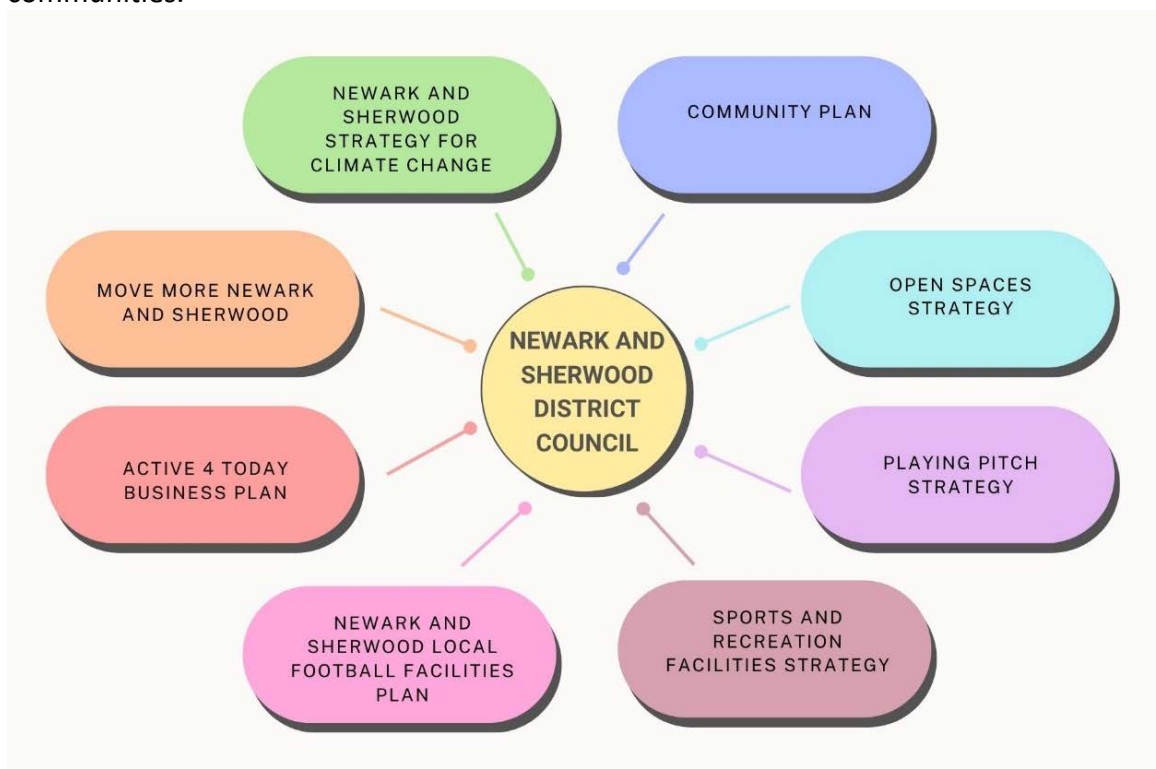 communities.
NEWARK AND
SHERWOOD
STRATEGY FOR
CLIMATE CHANGE
COMMUNITY PLAN
MOVE MORE NEWARK
AND SHERWOOD
OPEN SPACES
STRATEGY
NEWARK AND
SHERWOOD
DISTRICT
COUNCIL
ACTIVE 4 TODAY
BUSINESS PLAN
PLAYING PITCH
STRATEGY
NEWARK AND
SHERWOOD LOCAL
FOOTBALL FACILITIES
PLAN
SPORTS AND
RECREATION
FACILITIES STRATEGY